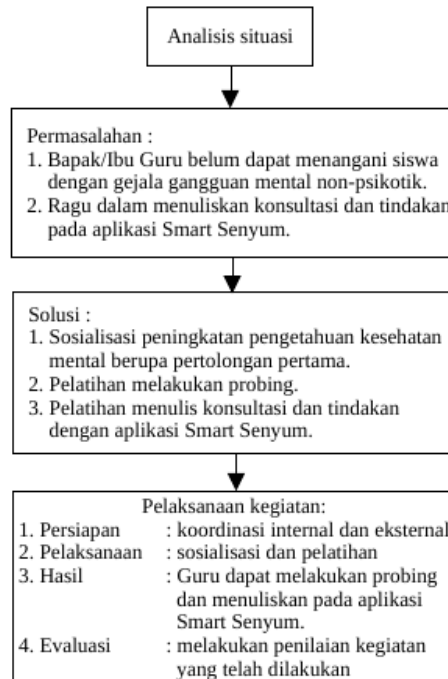 Analisis situasi
Permasalahan :
1. Bapak/Ibu Guru belum dapat menangani siswa
dengan gejala gangguan mental non-psikotik.
2. Ragu dalam menuliskan konsultasi dan tindakan
pada aplikasi Smart Senyum.
Solusi :
1. Sosialisasi peningkatan pengetahuan kesehatan
mental berupa pertolongan pertama.
2. Pelatihan melakukan probing.
3. Pelatihan menulis konsultasi dan tindakan
dengan aplikasi Smart Senyum.
Pelaksanaan kegiatan:
1. Persiapan : koordinasi internal dan eksternal
2. Pelaksanaan : sosialisasi dan pelatihan
3. Hasil : Guru dapat melakukan probing
dan menuliskan pada aplikasi
Smart Senyum.
4. Evaluasi : melakukan penilaian kegiatan
yang telah dilakukan